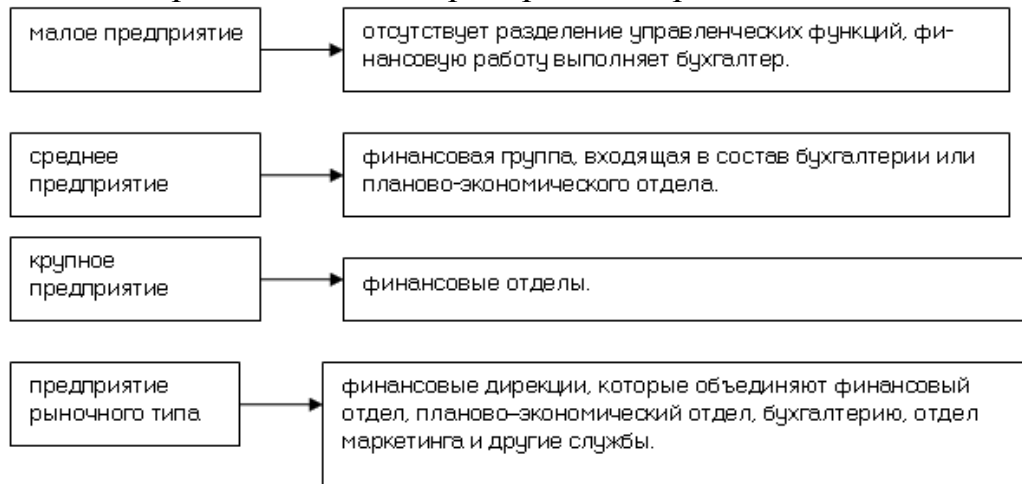 малое предприятие
отсутствует разделение управленческих функций, фи-
нансовую работу выполняет бухгалтер.
среднее
предприятие
финансовая группа, входящая в состав бухгалтерии или
планово-экономического отдела.
крупное
предприятие
финансовые отделы.
предприятие
рыночного типа
финансовые дирекции, которые объединяют финансовый
отдел, планово–экономический отдел, бухгалтерию, отдел
маркетинга и другие службы.